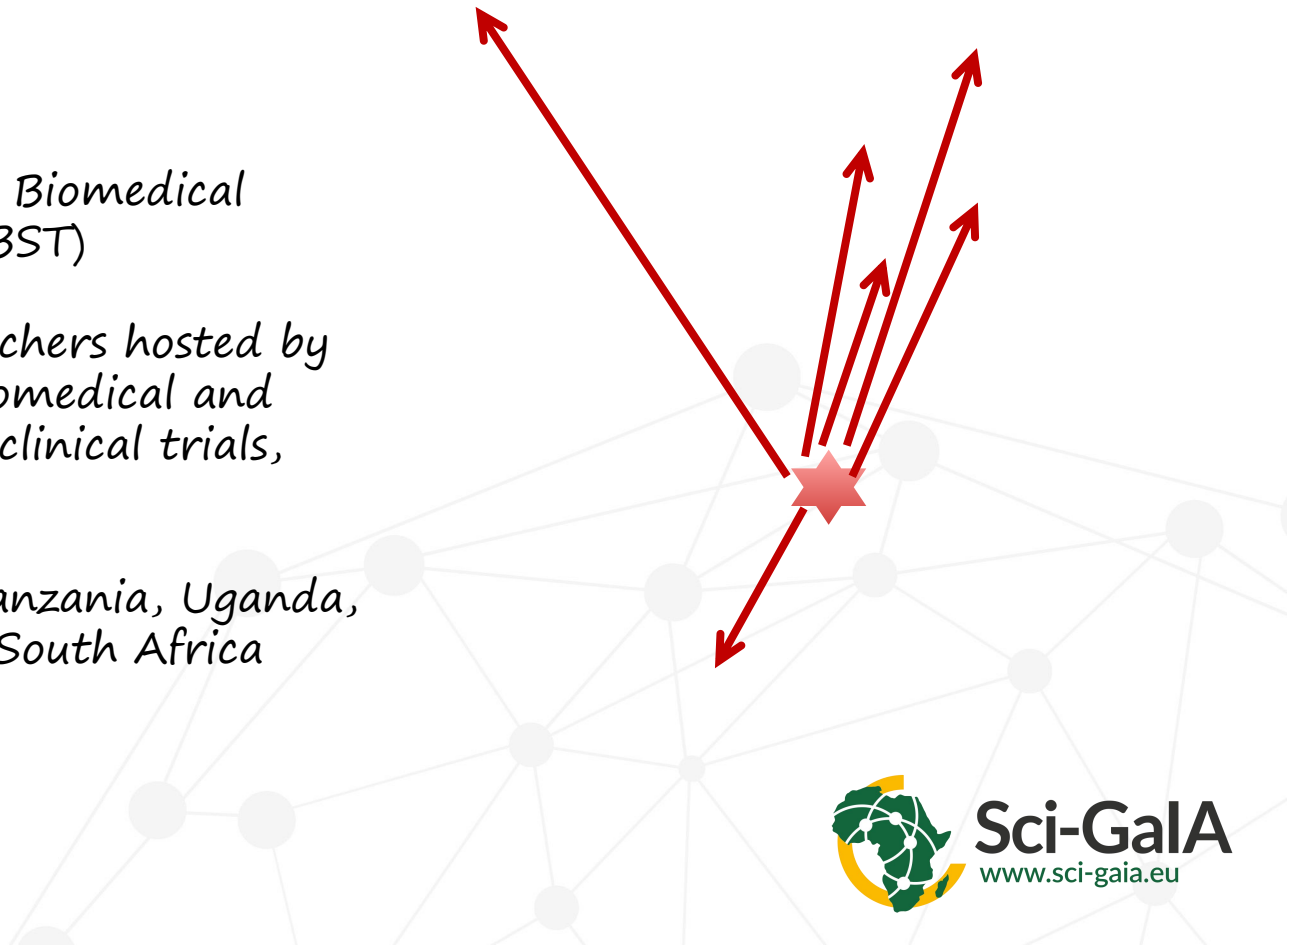 Biomedical
BST)
chers hosted by
omedical and
clinical trials,
anzania, Uganda,
South Africa
Sci-GaIA
www.sci-gaia.eu